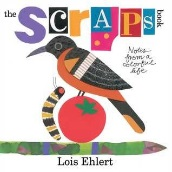 the SCRAPS book
Notes
from a
colorful
life
Lois Ehlert